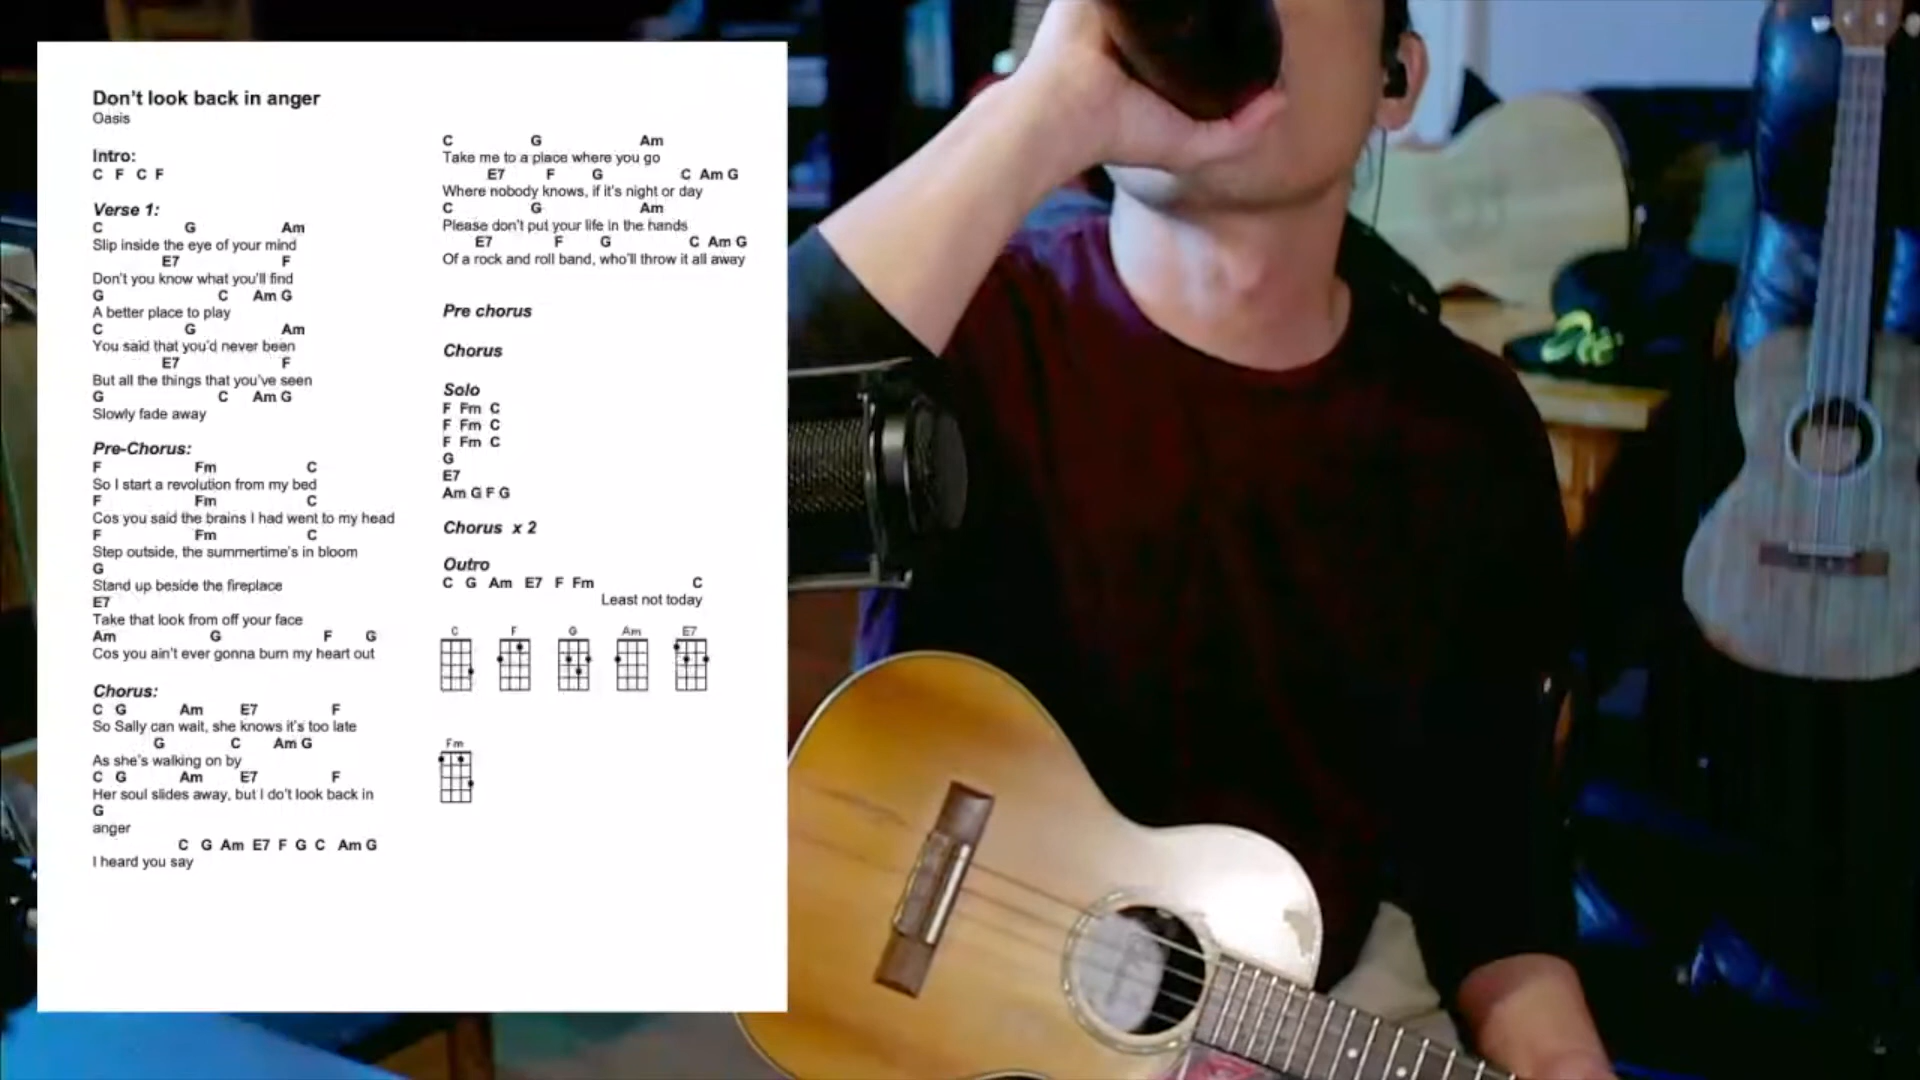 Don't look back in anger
Oasis
Intro:
C F C F
Verse 1:
C G Am
Slip inside the eye of your mind
E7 F
Don't you know what you'll find
G C Am G
A better place to play
C G Am
You said that you'd never been
E7 F
But all the things that you've seen
G C Am G
Slowly fade away
Pre-Chorus:
F Fm C
So I start a revolution from my bed
F Fm C
Cos you said the brains I had went to my head
F Fm C
Step outside, the summertime's in bloom
G
Stand up beside the fireplace
E7
Take that look from off your face
Am G F G
Cos you ain't ever gonna burn my heart out
Chorus:
C G Am E7 F
So Sally can wait, she knows it's too late
G C Am G
As she's walking on by
C G Am E7 F
Her soul slides away, but I do't look back in
G
anger
C G Am E7 F G C Am G
I heard you say
C G Am
Take me to a place where you go
E7 F G C Am G
Where nobody knows, if it's night or day
C G Am
Please don't put your life in the hands
E7 F G C Am G
Of a rock and roll band, who'll throw it all away
Pre chorus
Chorus
Solo
F Fm C
F Fm C
F Fm C
G
E7
Am G F G
Chorus x 2
Outro
C G Am E7 F Fm C
Least not today
C F G Am E7
Fm